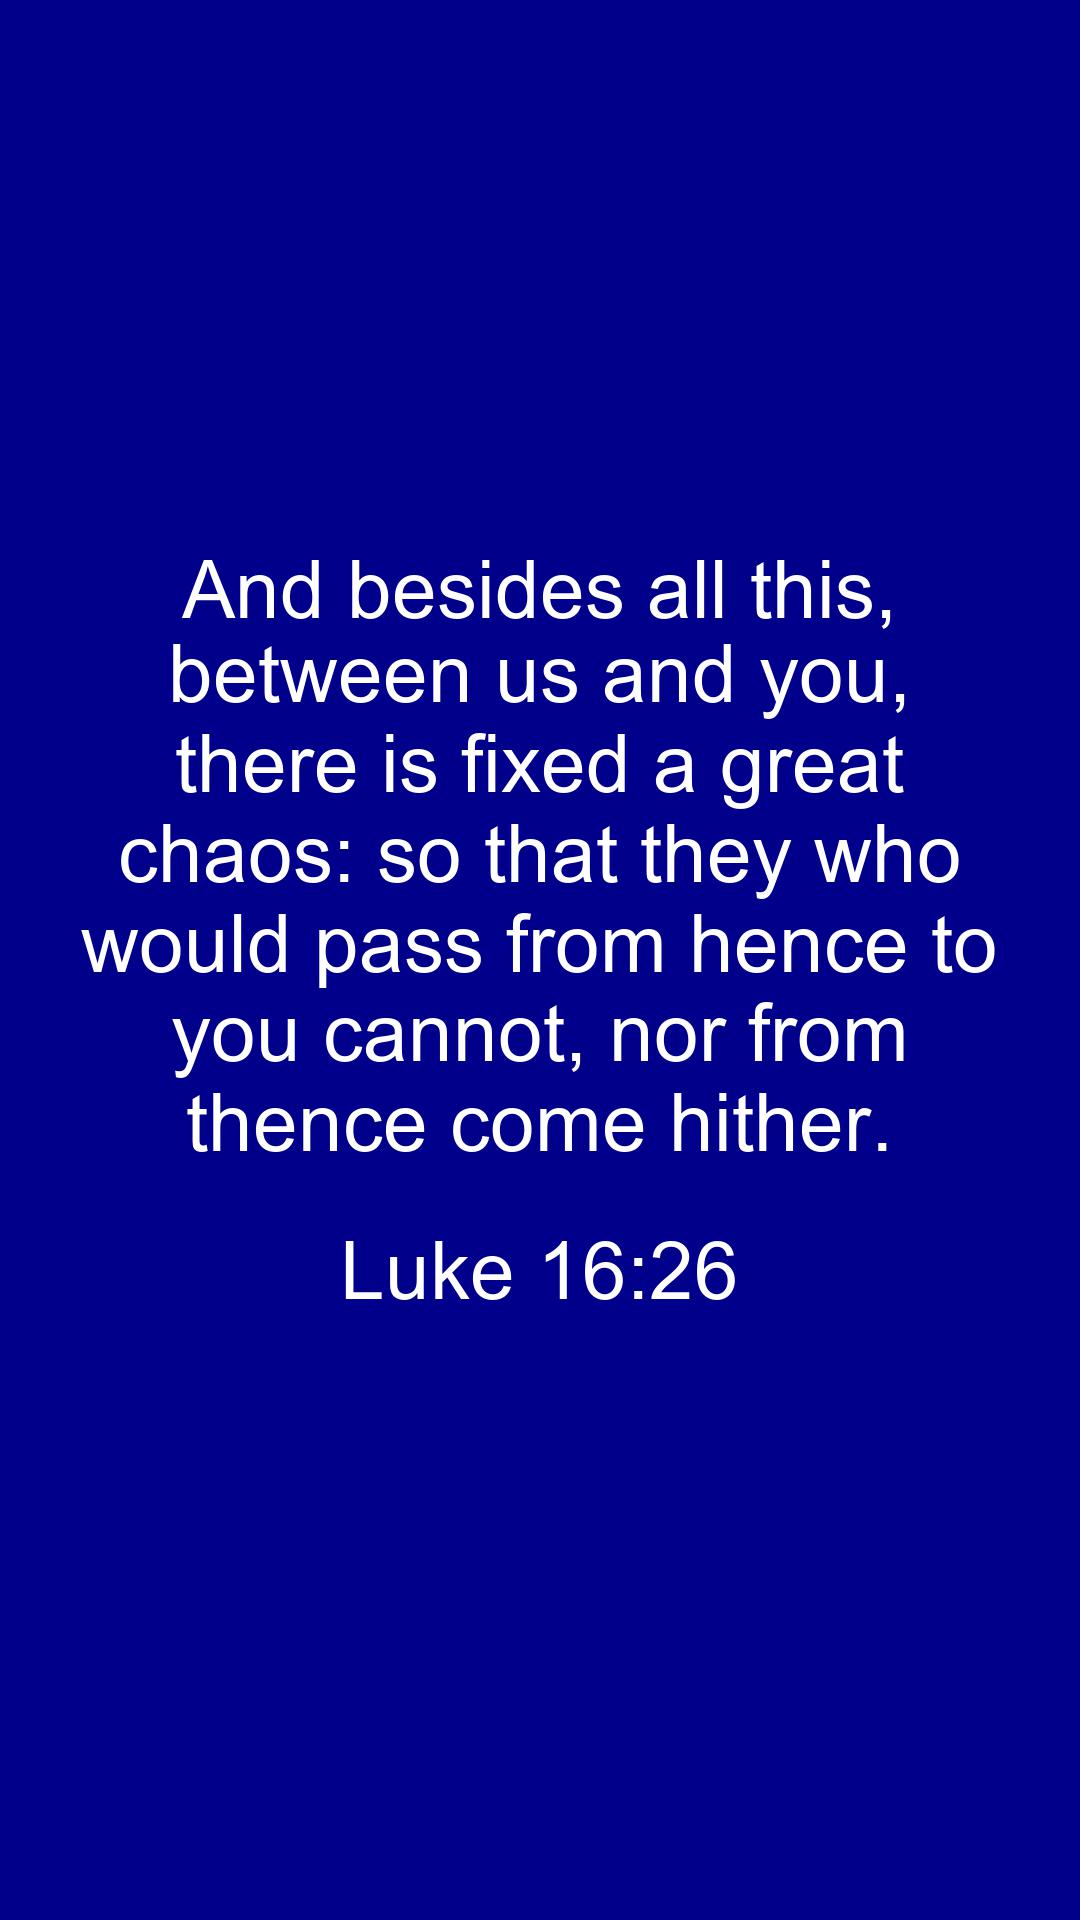 And besides all this,
between us and you,
there is fixed a great
chaos: so that they who
would pass from hence to
you cannot, nor from
thence come hither.
Luke 16:26